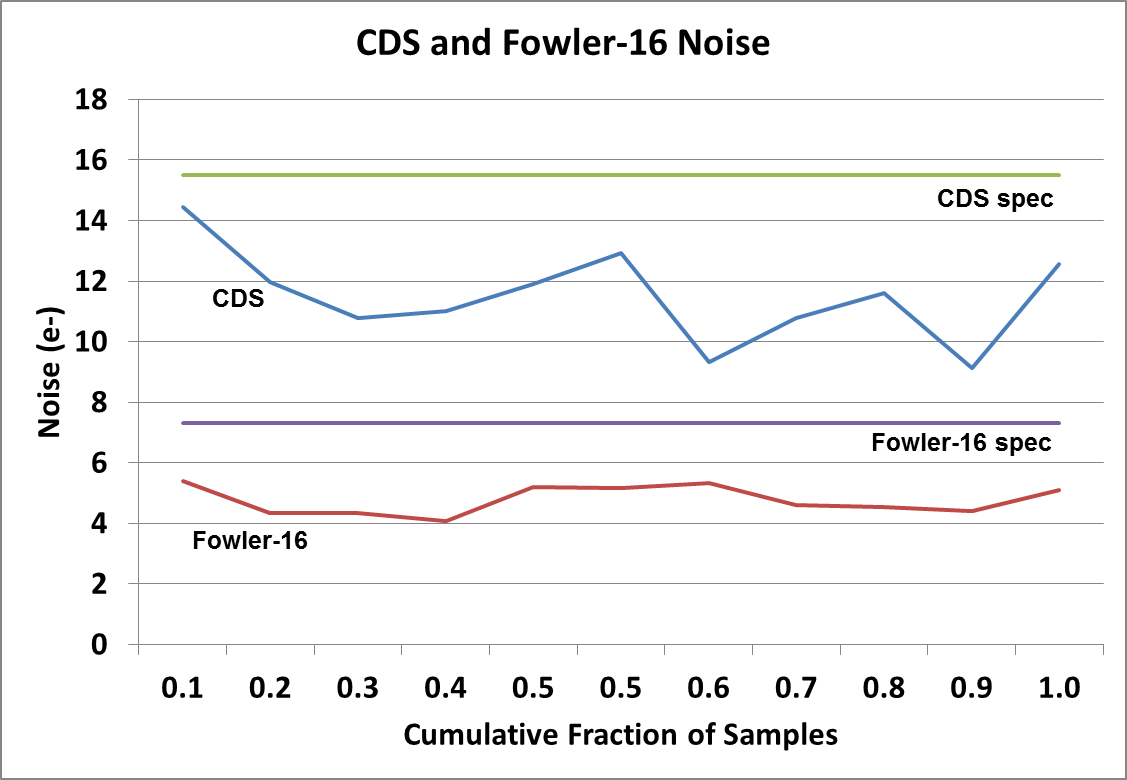 CDS and Fowler-16 Noise
18
16
CDS spec
14
CDS
12
10
Noise (e-)
8
Fowler-16 spec
6
4
Fowler-16
2
0
0.1 0.2 0.3 0.4 0.5 0.5 0.6 0.7 0.8 0.9 1.0
Cumulative Fraction of Samples